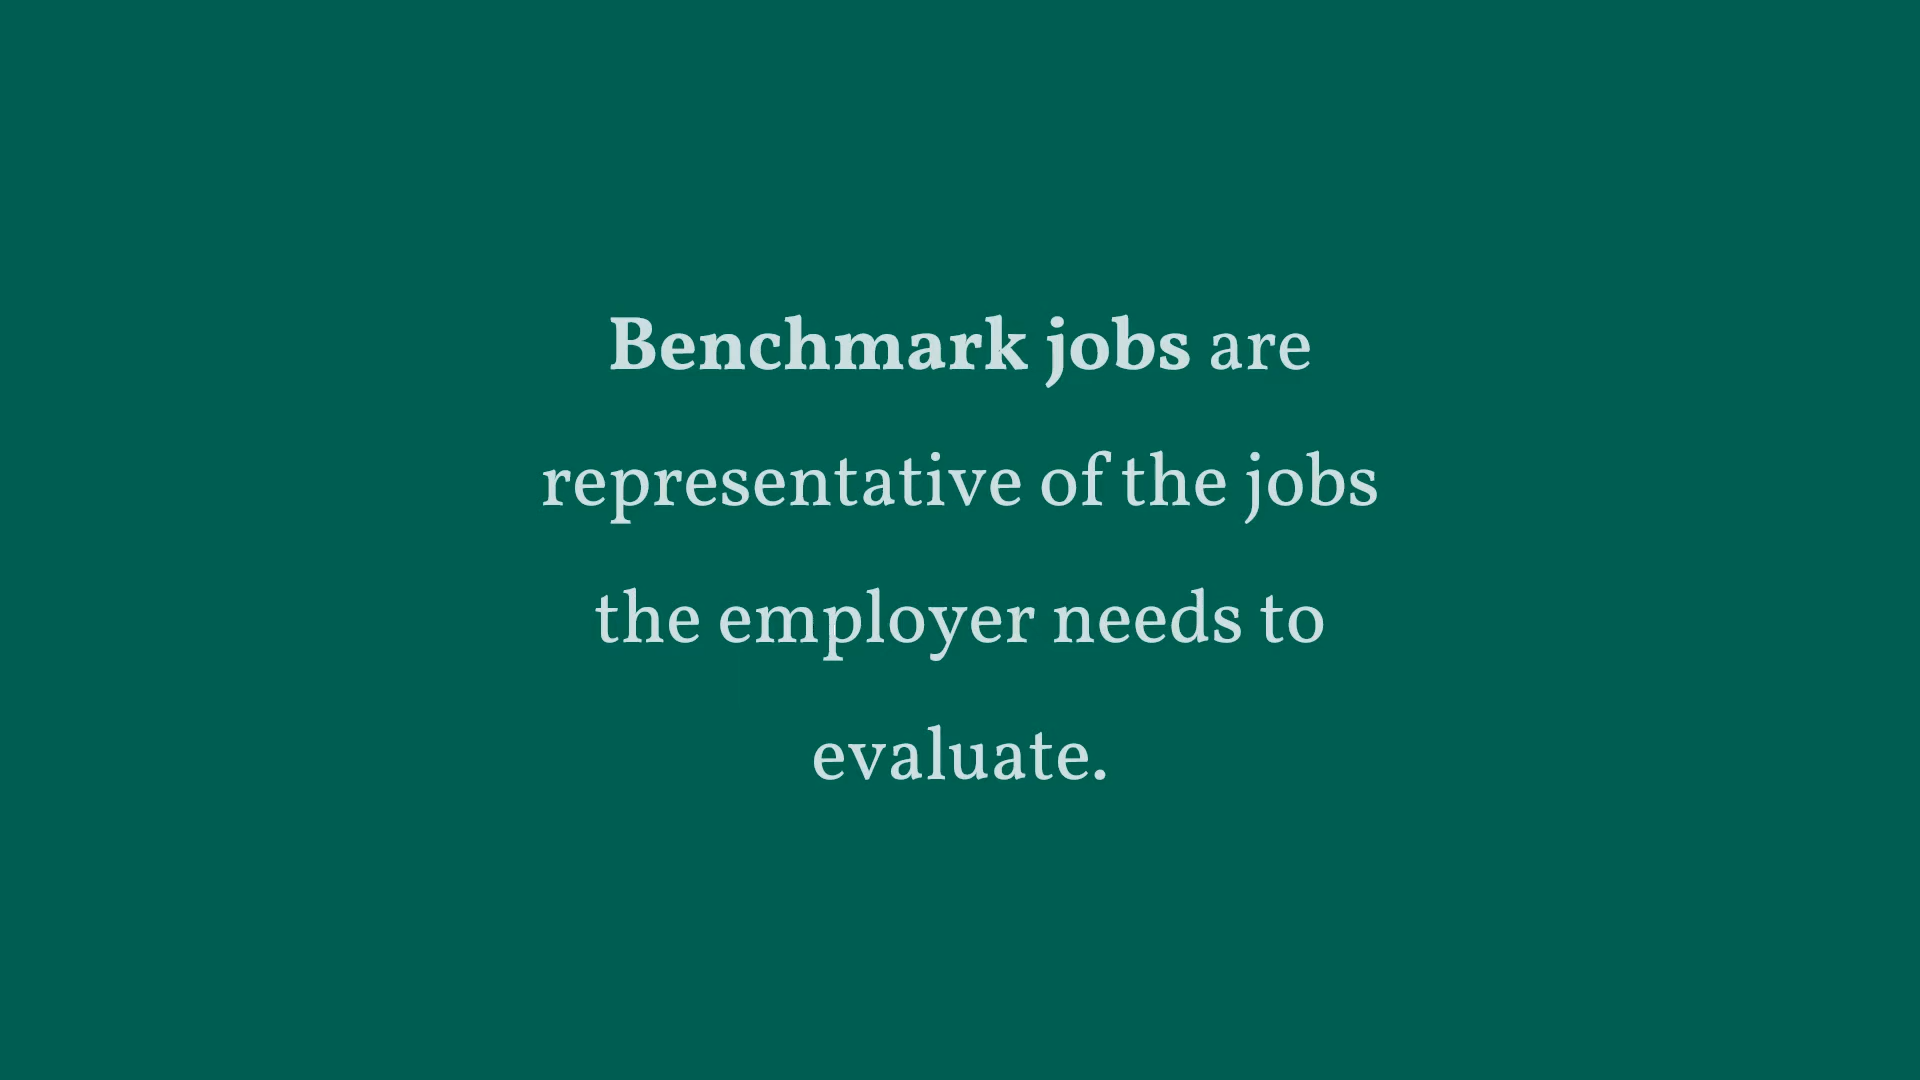 Benchmark jobs are
representative of the jobs
the employer needs to
evaluate.